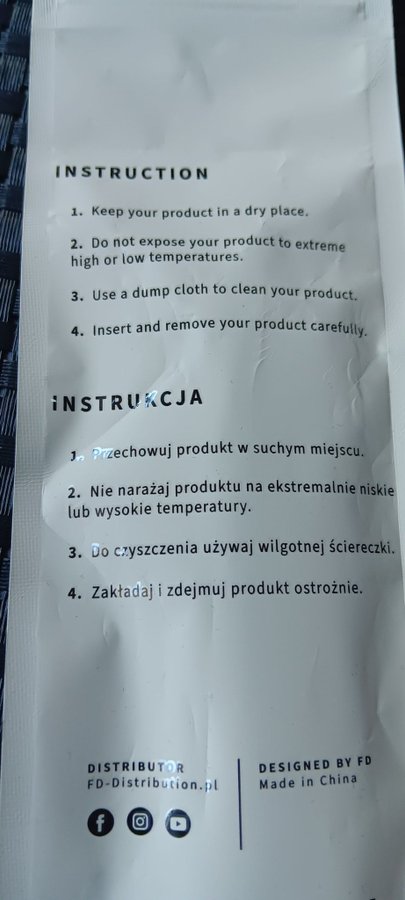 INSTRUCTION
1. Keep your product in a dry place.
2. Do not expose your product to extreme
high or low temperatures.
3. Use a dump cloth to clean your product.
4. Insert and remove your product carefully.
iNSTRUKCJA
1. Przechowuj produkt w suchym miejscu.
2. Nie narażaj produktu na ekstremalnie niskie
lub wysokie temperatury.
3. Do czyszczenia używaj wilgotnej ściereczki.
4. Zakładaj i zdejmuj produkt ostrożnie.
DISTRIBUTOR
FD-Distribution.pl
DESIGNED BY FD
Made in China